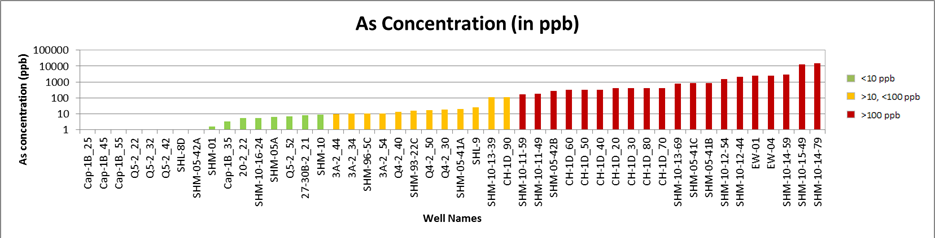 As Concentration (in ppb)
As concentration (ppb)
100000
10000
1000
100
10
1
Cap-1B_25
Cap-1B_45
Cap-1B_55
Q5-2_22
Q5-2_32
Q5-2_42
SHL-8D
SHM-05-42A
SHM-01
Cap-1B_35
20-2_22
SHM-10-16-24
SHM-05A
Q5-2_52
27-30B-2_21
SHM-10
3A-2_44
3A-2_34
SHM-96-5C
3A-2_54
Q4-2_40
SHM-93-22C
Q4-2_50
Q4-2_30
SHM-05-41A
SHL-9
SHM-10-13-39
CH-1D_90
SHM-10-11-59
SHM-10-11-49
SHM-05-42B
CH-1D_60
CH-1D_50
CH-1D_40
CH-1D_20
CH-1D_30
CH-1D_80
CH-1D_70
SHM-10-13-69
SHM-05-41C
SHM-05-41B
SHM-10-12-54
SHM-10-12-44
EW-01
EW-04
SHM-10-14-59
SHM-10-15-49
SHM-10-14-79
Well Names
<10 ppb
>10, <100 ppb
>100 ppb